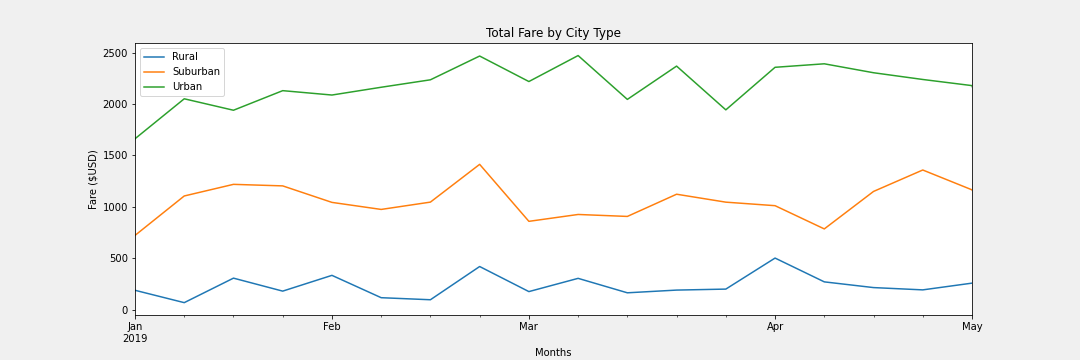 Total Fare by City Type
Rural
Suburban
Urban
Fare ($USD)
2500
2000
1500
1000
500
0
Jan Feb Mar Apr May
2019
Months